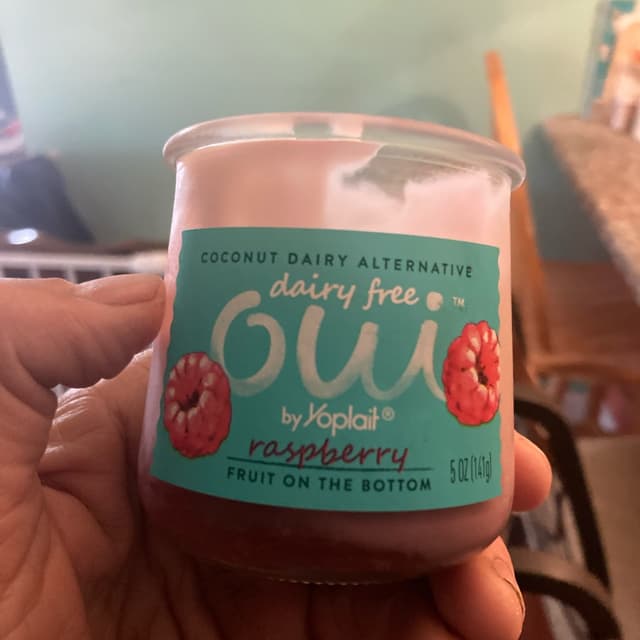 COCONUT DAIRY ALTERNATIVE
dairy free
oui™
by Yoplait®
raspberry
FRUIT ON THE BOTTOM
5 OZ (141g)